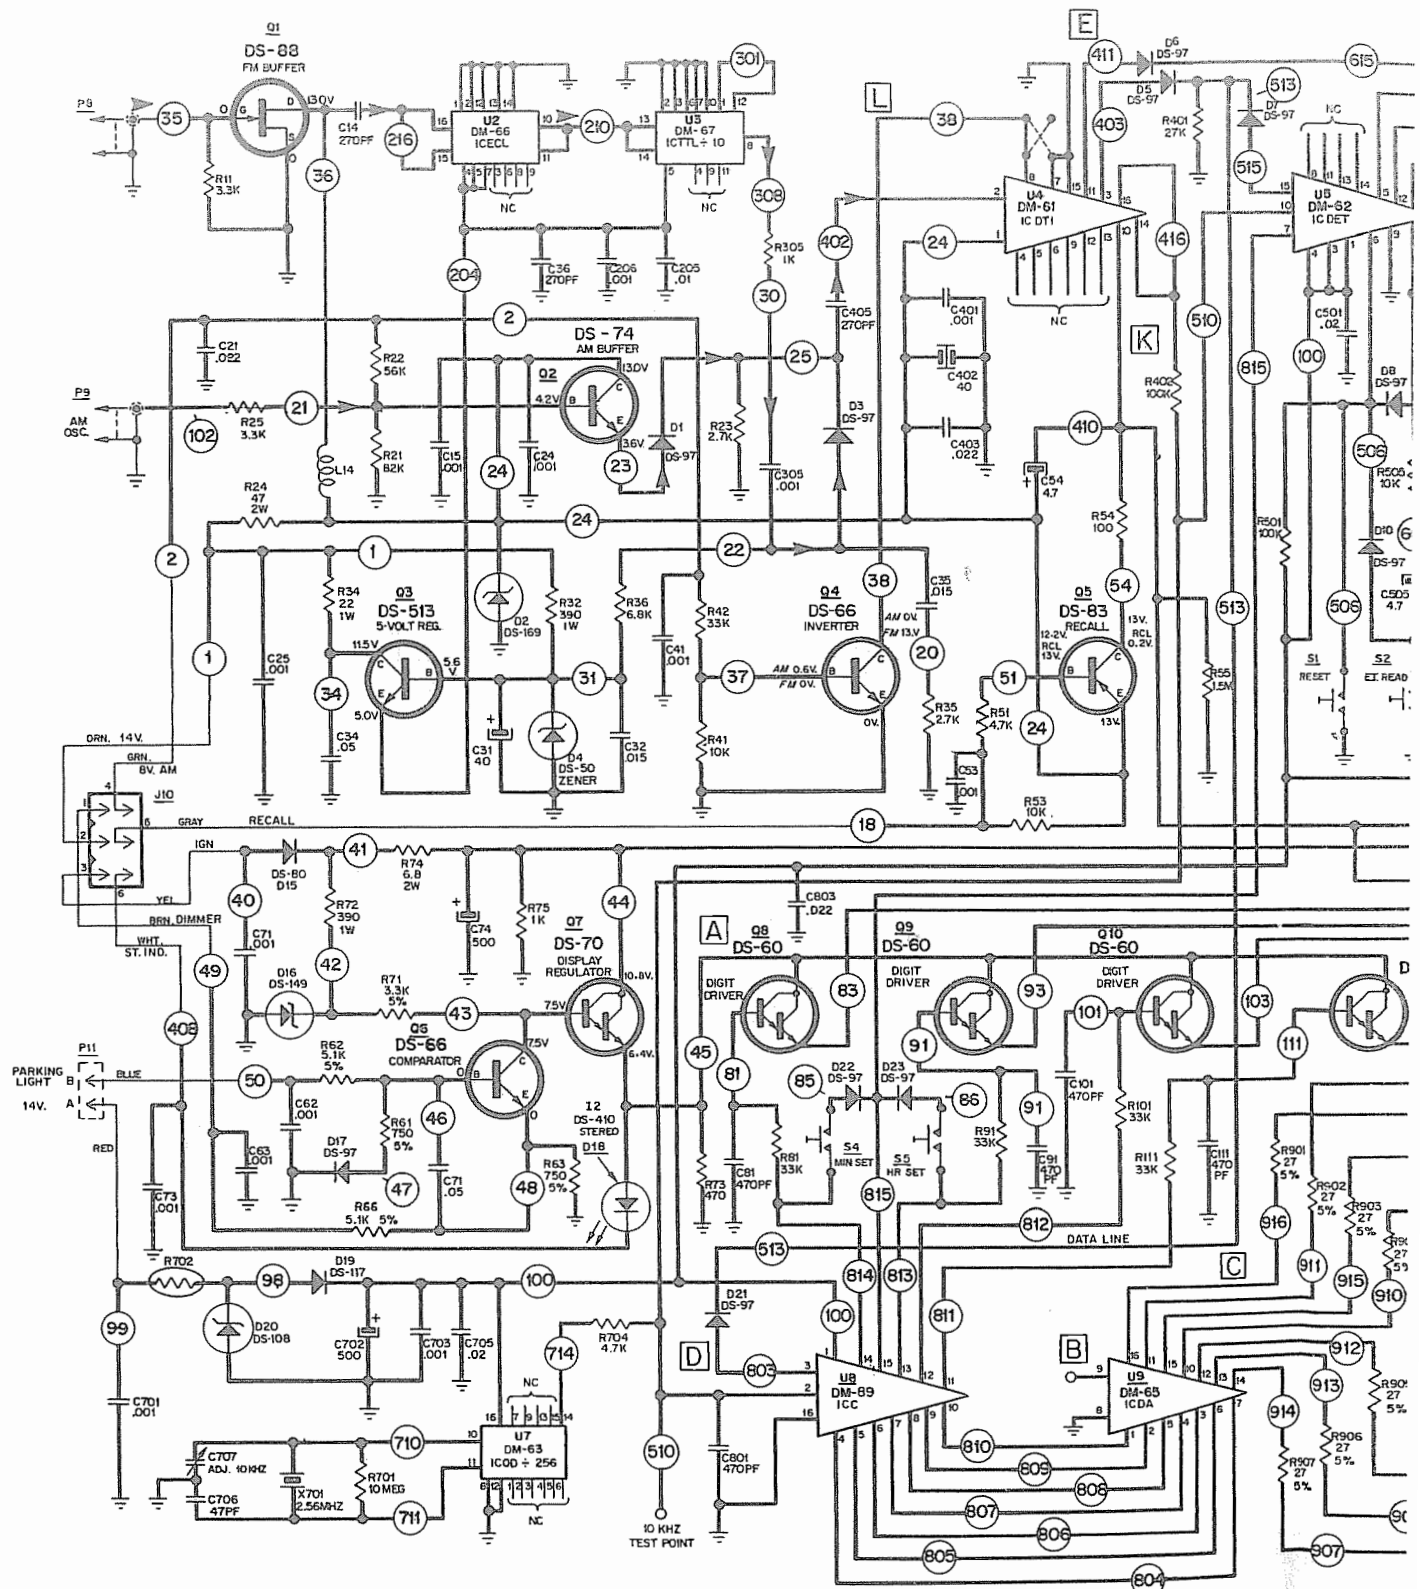 Q1
DS-88
FM BUFFER
P8
35
G
D
S
13.0V
C14
270PF
216
36
R11
3.3K
U2
DM-66
ICECL
NC
210
U3
DM-67
ICTTL ÷ 10
NC
301
308
R305
1K
30
204
C36
270PF
C206
.001
C205
.01
E
411
D6
DS-97
615
D5
DS-97
403
R401
27K
513
D7
DS-97
515
NC
L
38
U4
DM-61
IC DT1
NC
402
24
416
U5
DM-62
IC DET
C405
270PF
C401
.001
C402
40
C403
.022
K
R402
100K
510
815
100
C501
.02
D8
DS-97
2
C21
.022
R22
56K
DS-74
AM BUFFER
Q2
13.0V
4.2V
B
C
E
3.6V
23
D1
DS-97
25
R23
2.7K
D3
DS-97
C305
.001
P9
AM
OSC.
102
R25
3.3K
21
R21
82K
C15
.001
24
C24
.001
L14
R24
47
2W
24
410
C54
4.7
R54
100
54
506
R505
10K
R501
100K
D10
DS-97
C505
4.7
2
1
22
R34
22
1W
Q3
DS-513
5-VOLT REG.
11.5V
C
B
E
5.6
V
5.0V
D2
DS-169
R32
390
1W
R36
6.8K
C41
.001
R42
33K
38
Q4
DS-66
INVERTER
AM 0V.
FM 13.V
C35
.015
20
Q5
DS-83
RECALL
12.2V.
RCL
13V.
13V.
RCL
0.2V.
513
506
1
C25
.001
34
C34
.05
31
37
AM 0.6V.
FM 0V.
B
C
E
0V.
R35
2.7K
51
R51
4.7K
24
B
C
E
13V.
R55
1.5M
S1
RESET
S2
E.T. READ
C31
40
D4
DS-50
ZENER
C32
.015
R41
10K
C53
.001
R53
10K
ORN. 14V.
GRN.
8V. AM
J10
GRAY
RECALL
18
IGN
41
R74
6.8
2W
DS-80
D15
YEL
BRN. DIMMER
WHT.
ST. IND.
40
C71
.001
R72
390
1W
42
C74
500
R75
1K
44
C803
.022
Q7
DS-70
DISPLAY
REGULATOR
10.8V.
7.5V
6.4V.
A
Q8
DS-60
DIGIT
DRIVER
83
Q9
DS-60
DIGIT
DRIVER
93
Q10
DS-60
DIGIT
DRIVER
103
D
49
D16
DS-149
R71
3.3K
5%
43
408
R62
5.1K
5%
Q6
DS-66
COMPARATOR
7.5V
0
B
C
E
0
45
81
91
101
111
P11
PARKING
LIGHT
B
14V.
A
BLUE
50
RED
C62
.001
R61
750
5%
46
D17
DS-97
47
C63
.001
C73
.001
C71
.05
48
R63
750
5%
R66
5.1K 5%
I2
DS-410
STEREO
D18
R73
470
C81
470PF
R81
33K
85
D22
DS-97
D23
DS-97
86
S4
MIN SET
S5
HR SET
R91
33K
91
C91
470
PF
C101
470PF
R101
33K
R111
33K
C111
470
PF
R901
27
5%
R902
27
5%
R903
27
5%
815
812
DATA LINE
513
814
813
811
916
911
915
910
C
R702
98
D19
DS-117
100
99
D20
DS-108
C702
500
C703
.001
C705
.02
714
R704
4.7K
D21
DS-97
100
D
803
U8
DM-89
ICC
B
U9
DM-65
ICDA
912
913
914
27
5%
C701
.001
NC
U7
DM-63
ICOD ÷ 256
NC
710
C707
ADJ. 10KHZ
C706
47PF
X701
2.56MHZ
R701
10 MEG
711
510
C801
470PF
10 KHZ
TEST POINT
810
809
808
807
806
805
804
R907
27
5%
R906
27
5%
907